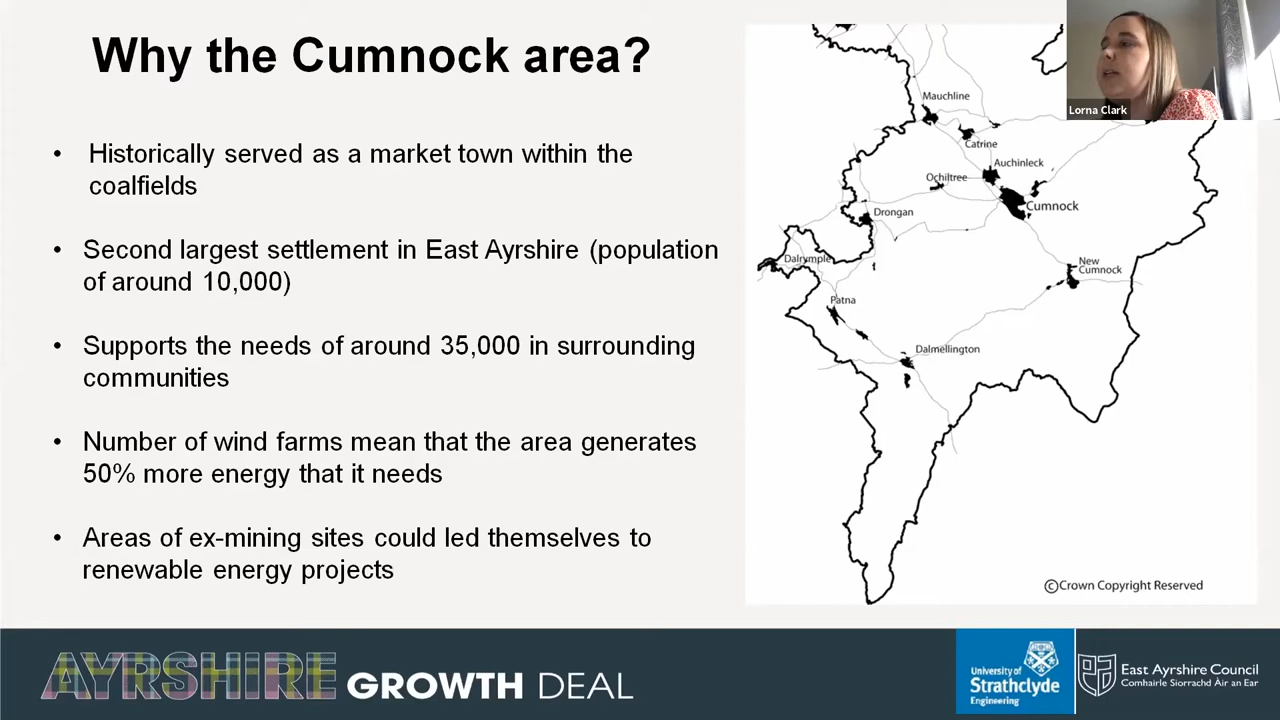 Why the Cumnock area?
• Historically served as a market town within the
coalfields
• Second largest settlement in East Ayrshire (population
of around 10,000)
• Supports the needs of around 35,000 in surrounding
communities
• Number of wind farms mean that the area generates
50% more energy that it needs
• Areas of ex-mining sites could led themselves to
renewable energy projects
Lorna Clark
Mauchline
Catrine
Auchinleck
Ochiltree
Cumnock
Drongan
Dalrymple
New
Cumnock
Patna
Dalmellington
©Crown Copyright Reserved
AYRSHIRE GROWTH DEAL
University of
Strathclyde
Engineering
East Ayrshire Council
Comhairle Siorrachd Àir an Ear